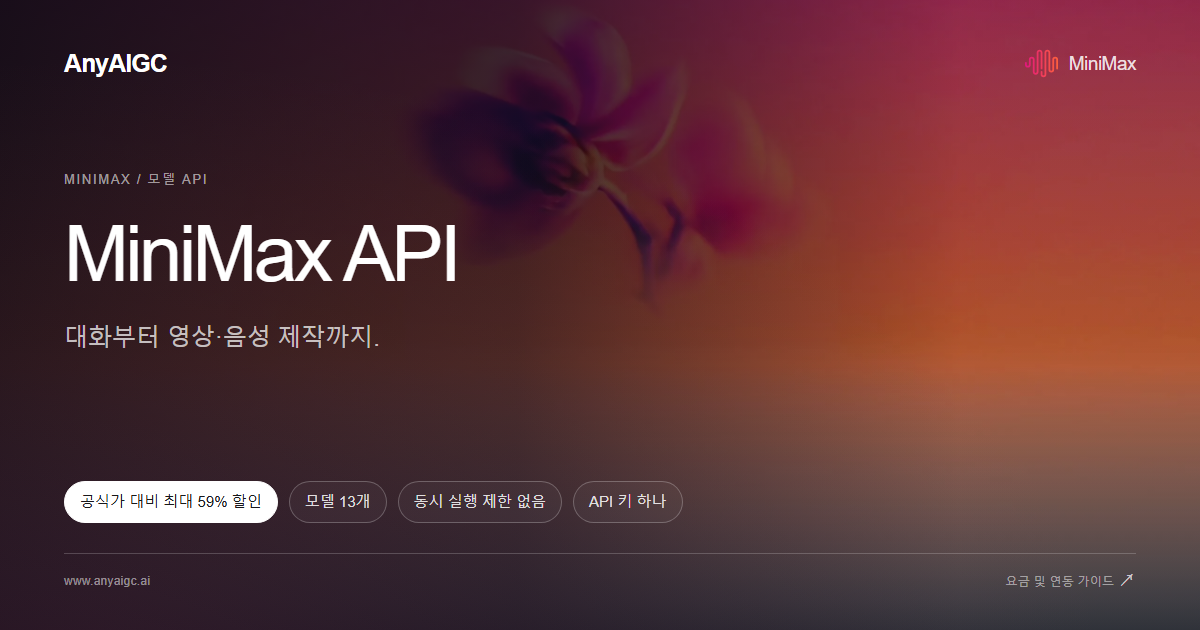 AnyAIGC
MiniMax
MINIMAX / 모델 API
MiniMax API
대화부터 영상·음성 제작까지.
공식가 대비 최대 59% 할인
모델 13개
동시 실행 제한 없음
API 키 하나
www.anyaigc.ai
요금 및 연동 가이드 ↗